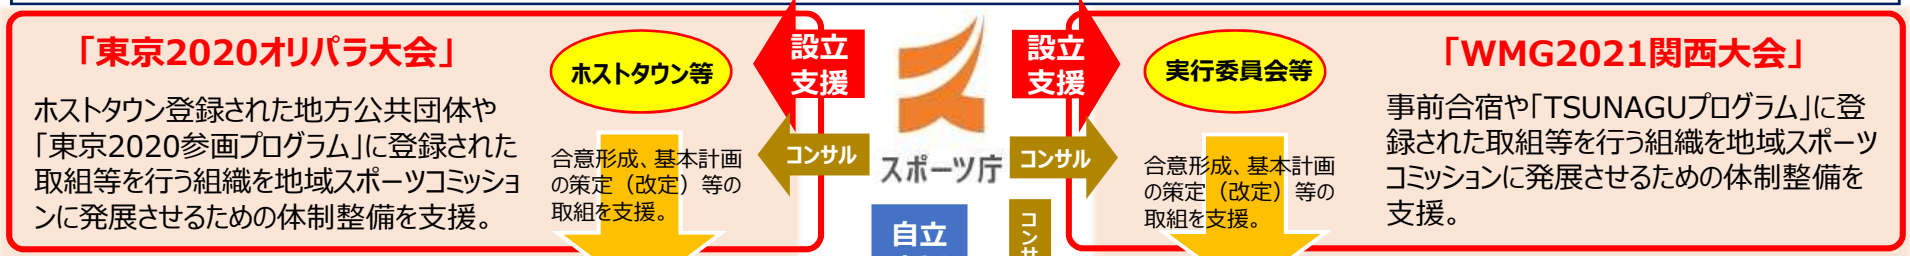 「東京2020オリパラ大会」
ホストタウン登録された地方公共団体や
「東京2020参画プログラム」に登録された
取組等を行う組織を地域スポーツコミッショ
ンに発展させるための体制整備を支援。
ホストタウン等
合意形成、基本計画
の策定（改定）等の
取組を支援。
設立
支援
コンサル
スポーツ庁
自立
設立
支援
コンサル
コンサ
実行委員会等
合意形成、基本計画
の策定（改定）等の
取組を支援。
「WMG2021関西大会」
事前合宿や「TSUNAGUプログラム」に登
録された取組等を行う組織を地域スポーツ
コミッションに発展させるための体制整備を
支援。